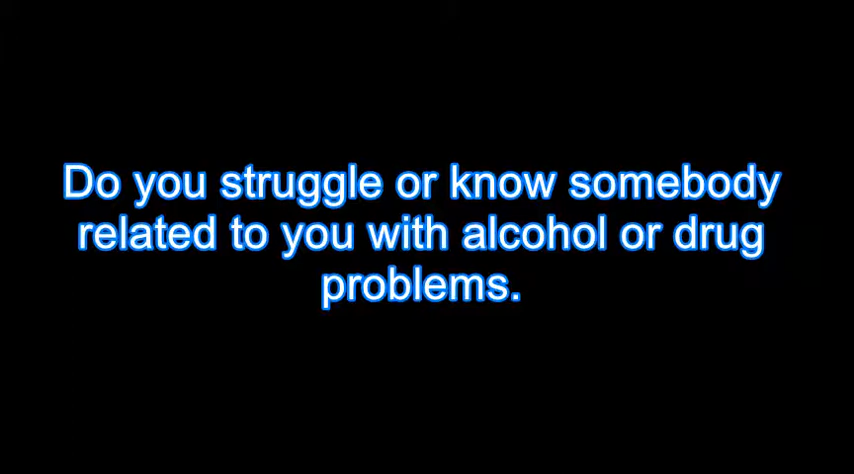 Do you struggle or know somebody
related to you with alcohol or drug
problems.